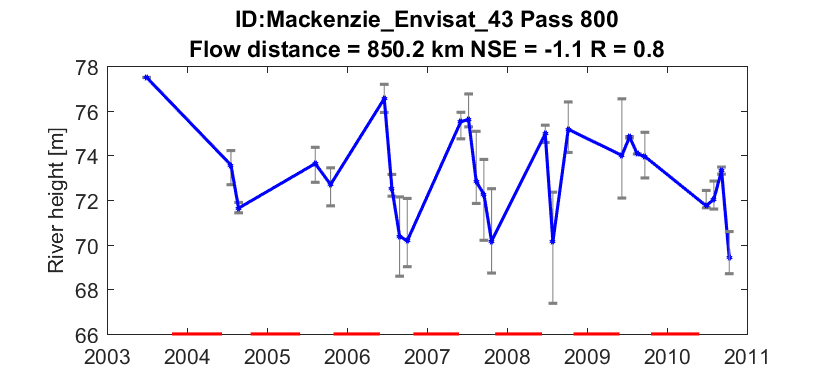 ID:Mackenzie_Envisat_43 Pass 800
Flow distance = 850.2 km NSE = -1.1 R = 0.8
River height [m]
78
76
74
72
70
68
66
2003 2004 2005 2006 2007 2008 2009 2010 2011